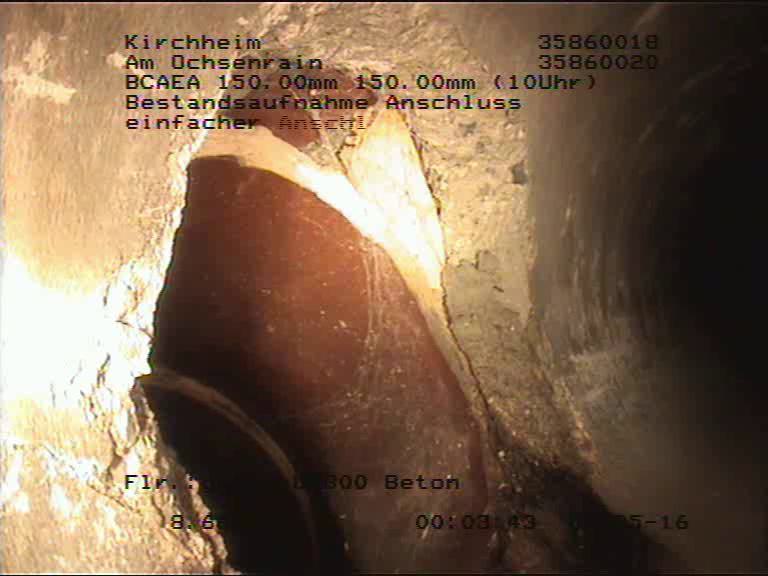 Kirchheim 35860018
Am Ochsenrain 35860020
BCAEA 150.00mm 150.00mm (10Uhr)
Bestandsaufnahme Anschluss
einfacher Anschl
Flr.: 300 Beton
00:03:43